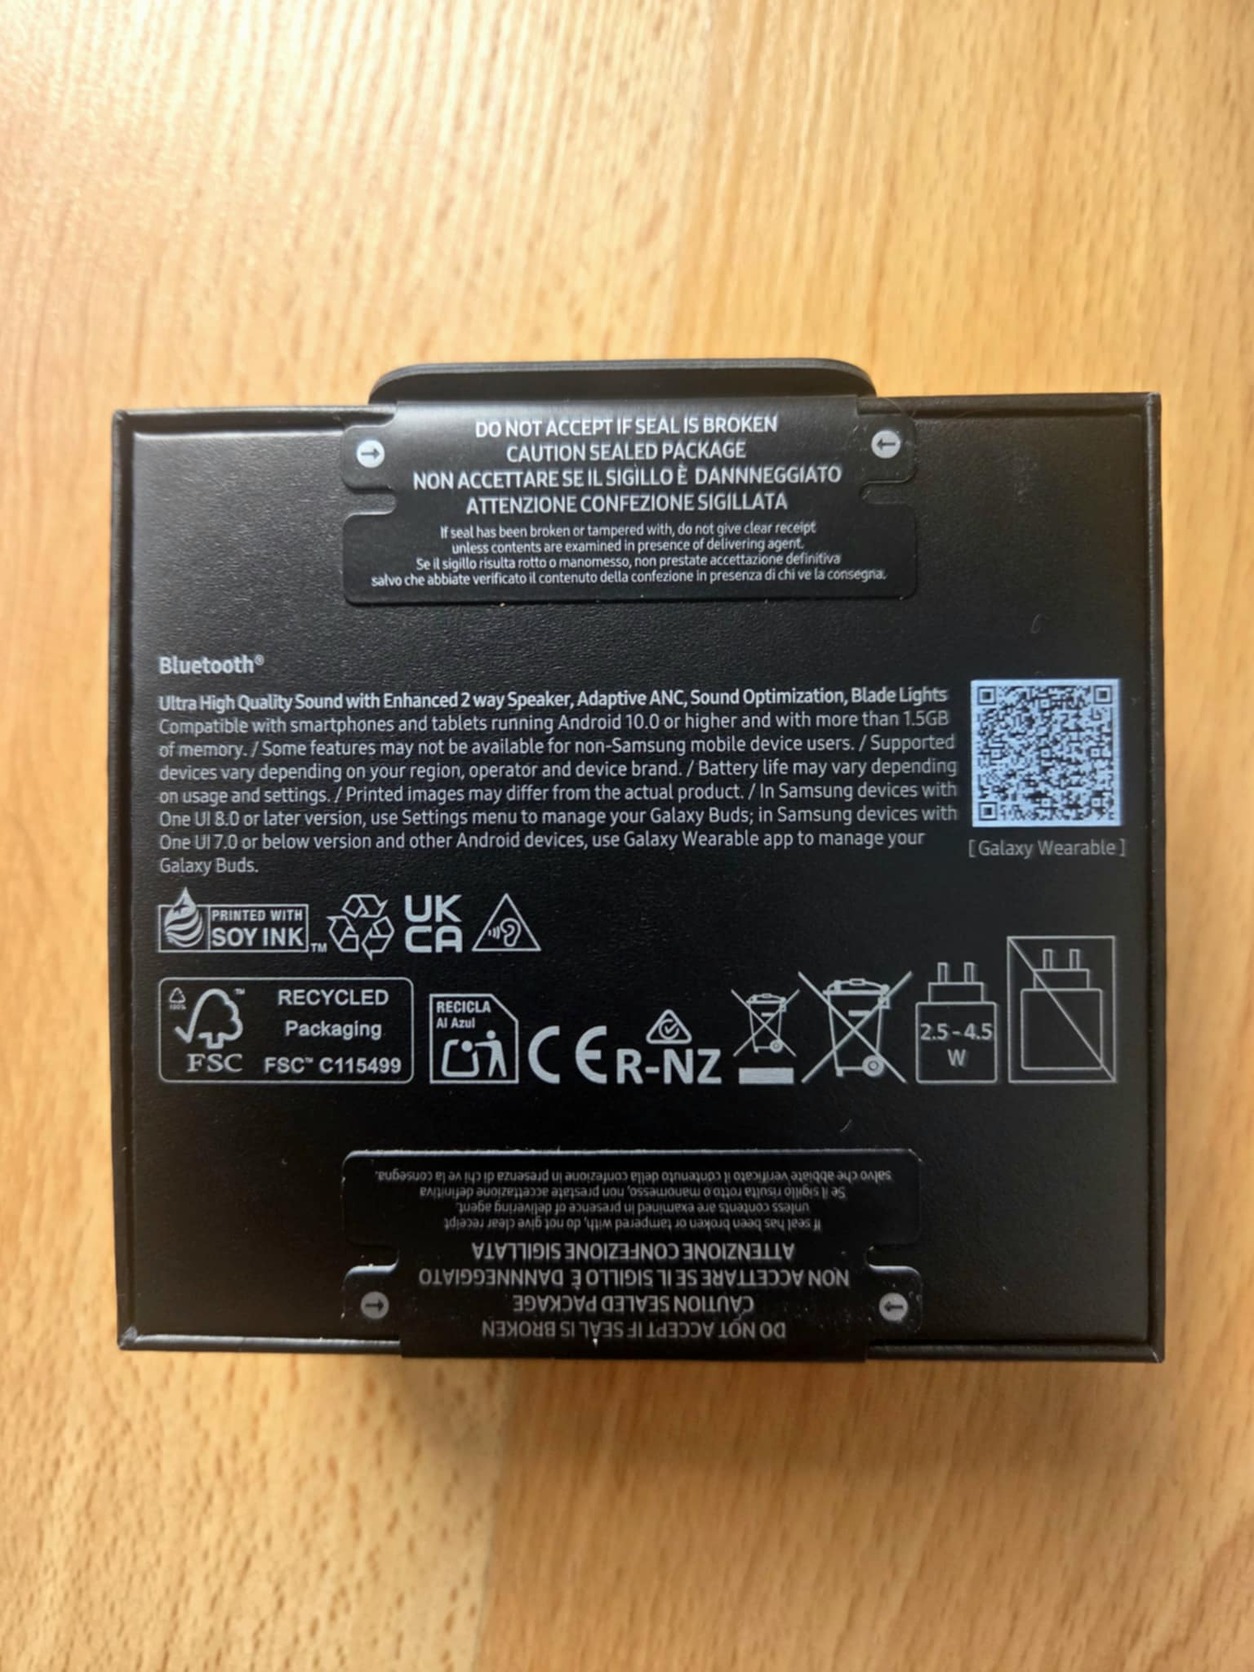 DO NOT ACCEPT IF SEAL IS BROKEN
CAUTION SEALED PACKAGE
NON ACCETTARE SE IL SIGILLO È DANNNEGGIATO
ATTENZIONE CONFEZIONE SIGILLATA
If seal has been broken or tampered with, do not give clear receipt
unless contents are examined in presence of delivering agent.
Se il sigillo risulta rotto o manomesso, non prestate accettazione definitiva
salvo che abbiate verificato il contenuto della confezione in presenza di chi ve la consegna.
Bluetooth®
Ultra High Quality Sound with Enhanced 2 way Speaker, Adaptive ANC, Sound Optimization, Blade Lights
Compatible with smartphones and tablets running Android 10.0 or higher and with more than 1.5GB
of memory. / Some features may not be available for non-Samsung mobile device users. / Supported
devices vary depending on your region, operator and device brand. / Battery life may vary depending
on usage and settings. / Printed images may differ from the actual product. / In Samsung devices with
One UI 8.0 or later version, use Settings menu to manage your Galaxy Buds; in Samsung devices with
One UI 7.0 or below version and other Android devices, use Galaxy Wearable app to manage your
Galaxy Buds.
[ Galaxy Wearable ]
PRINTED WITH
SOY INK™
UK
CA
100%
™
FSC
RECYCLED
Packaging
FSC™ C115499
RECICLA
Al Azul
CE
R-NZ
2.5 - 4.5
W
DO NOT ACCEPT IF SEAL IS BROKEN
CAUTION SEALED PACKAGE
NON ACCETTARE SE IL SIGILLO È DANNNEGGIATO
ATTENZIONE CONFEZIONE SIGILLATA
If seal has been broken or tampered with, do not give clear receipt
unless contents are examined in presence of delivering agent.
Se il sigillo risulta rotto o manomesso, non prestate accettazione definitiva
salvo che abbiate verificato il contenuto della confezione in presenza di chi ve la consegna.